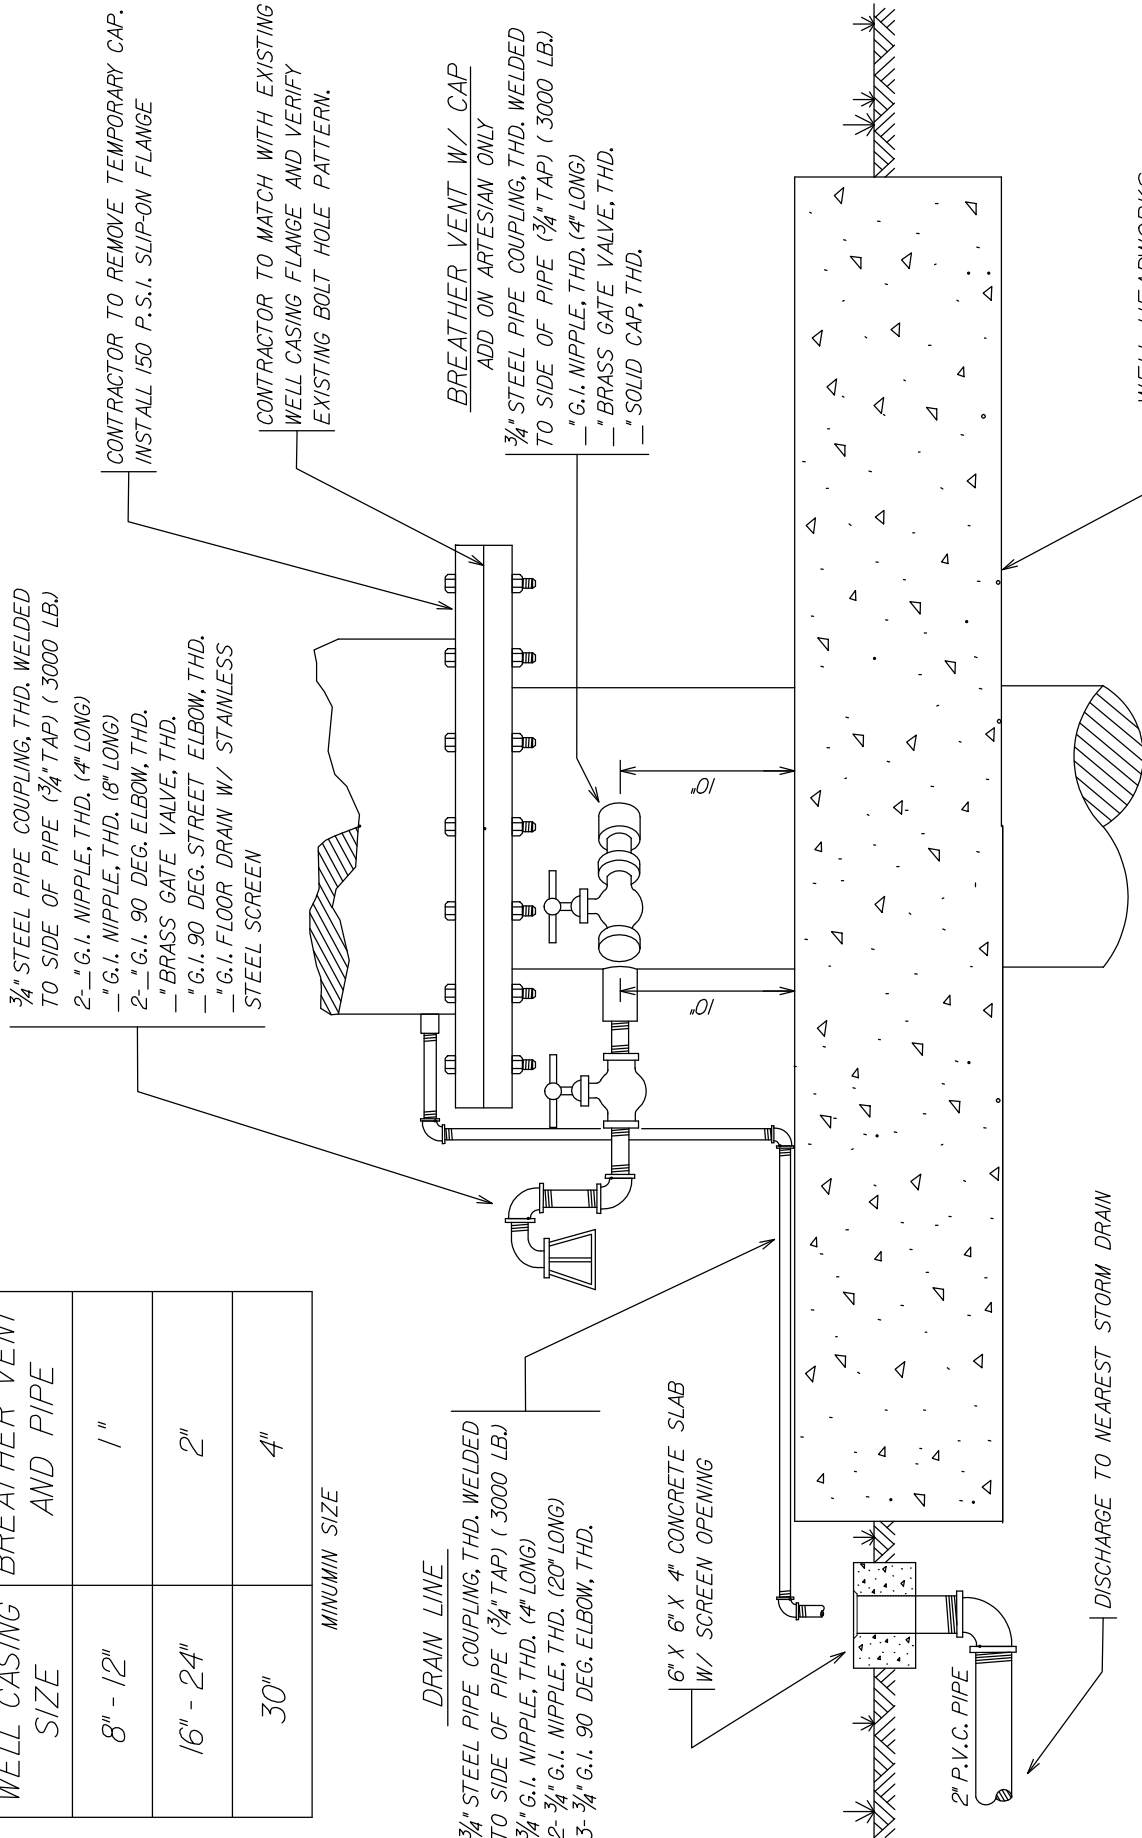 WELL CASING SIZE
BREATHER VENT AND PIPE
8" - 12"
1"
16" - 24"
2"
30"
4"
MINUMIN SIZE
3/4" STEEL PIPE COUPLING, THD. WELDED
TO SIDE OF PIPE (3/4" TAP) ( 3000 LB.)
2-_"G.I. NIPPLE, THD. (4" LONG)
_"G.I. NIPPLE, THD. (8" LONG)
2-_"G.I. 90 DEG. ELBOW, THD.
_"BRASS GATE VALVE, THD.
_"G.I. 90 DEG. STREET ELBOW, THD.
_"G.I. FLOOR DRAIN W/ STAINLESS
STEEL SCREEN
CONTRACTOR TO REMOVE TEMPORARY CAP.
INSTALL 150 P.S.I. SLIP-ON FLANGE
CONTRACTOR TO MATCH WITH EXISTING
WELL CASING FLANGE AND VERIFY
EXISTING BOLT HOLE PATTERN.
BREATHER VENT W/ CAP
ADD ON ARTESIAN ONLY
3/4" STEEL PIPE COUPLING, THD. WELDED
TO SIDE OF PIPE (3/4" TAP) ( 3000 LB.)
_"G.I. NIPPLE, THD. (4" LONG)
_"BRASS GATE VALVE, THD.
_"SOLID CAP, THD.
10"
10"
DRAIN LINE
3/4" STEEL PIPE COUPLING, THD. WELDED
TO SIDE OF PIPE (3/4" TAP) ( 3000 LB.)
3/4" G.I. NIPPLE, THD. (4" LONG)
2- 3/4" G.I. NIPPLE, THD. (20" LONG)
3- 3/4" G.I. 90 DEG. ELBOW, THD.
6" X 6" X 4" CONCRETE SLAB
W/ SCREEN OPENING
2" P.V.C. PIPE
DISCHARGE TO NEAREST STORM DRAIN
WELL HEADWORKS